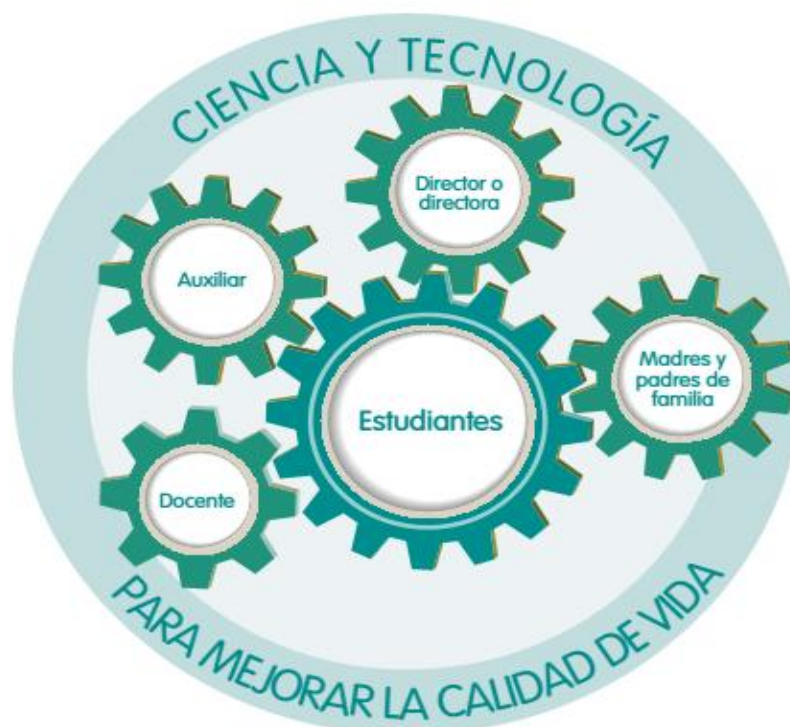 CIENCIA Y TECNOLOGÍA
Director o
directora
Auxiliar
Madres y
padres de
familia
Estudiantes
Docente
PARA MEJORAR LA CALIDAD DE VIDA